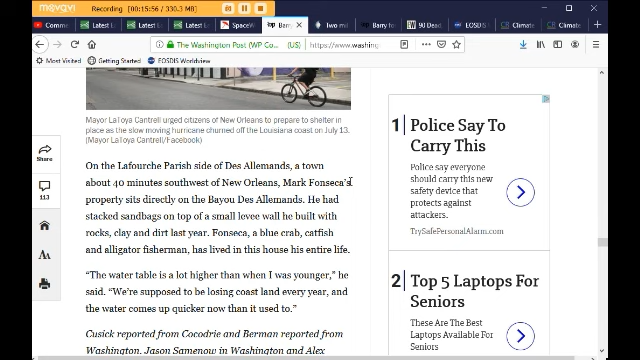 movavi
Recording
00:15:56 / 330.3 MB
Latest L
Latest E
Latest E
SpaceW
Barry
Two mil
Barry fo
90 Dead
EOSDIS
Climate
Climate
The Washington Post (WP Co...
https://www.washing
Most Visited
Getting Started
EOSDIS Worldview
Mayor LaToya Cantrell urged citizens of New Orleans to prepare to shelter in
place as the slow moving hurricane churned off the Louisiana coast on July 13.
(Mayor LaToya Cantrell/Facebook)
Share
113
On the Lafourche Parish side of Des Allemands, a town
about 40 minutes southwest of New Orleans, Mark Fonseca's
property sits directly on the Bayou Des Allemands. He had
stacked sandbags on top of a small levee wall he built with
rocks, clay and dirt last year. Fonseca, a blue crab, catfish
and alligator fisherman, has lived in this house his entire life.
“The water table is a lot higher than when I was younger,” he
said. “We’re supposed to be losing coast land every year, and
the water comes up quicker now than it used to.”
Cusick reported from Cocodrie and Berman reported from
Washington. Jason Samenow in Washington and Alex
1 Police Say To
Carry This
Police say everyone
should carry this new
safety device that
protects against
attackers.
TrySafePersonalAlarm.com
2 Top 5 Laptops For
Seniors
These Are The Best
Laptops Available For
Seniors